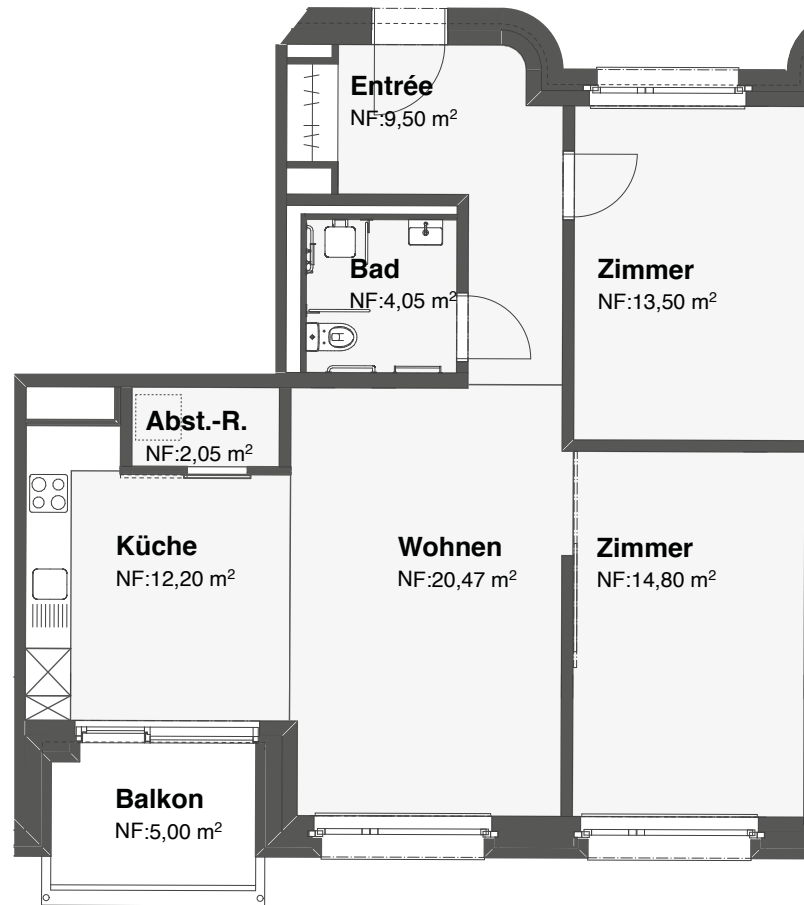 Entrée
NF:9,50 m²
Bad
NF:4,05 m²
Zimmer
NF:13,50 m²
Abst.-R.
NF:2,05 m²
Küche
NF:12,20 m²
Wohnen
NF:20,47 m²
Zimmer
NF:14,80 m²
Balkon
NF:5,00 m²